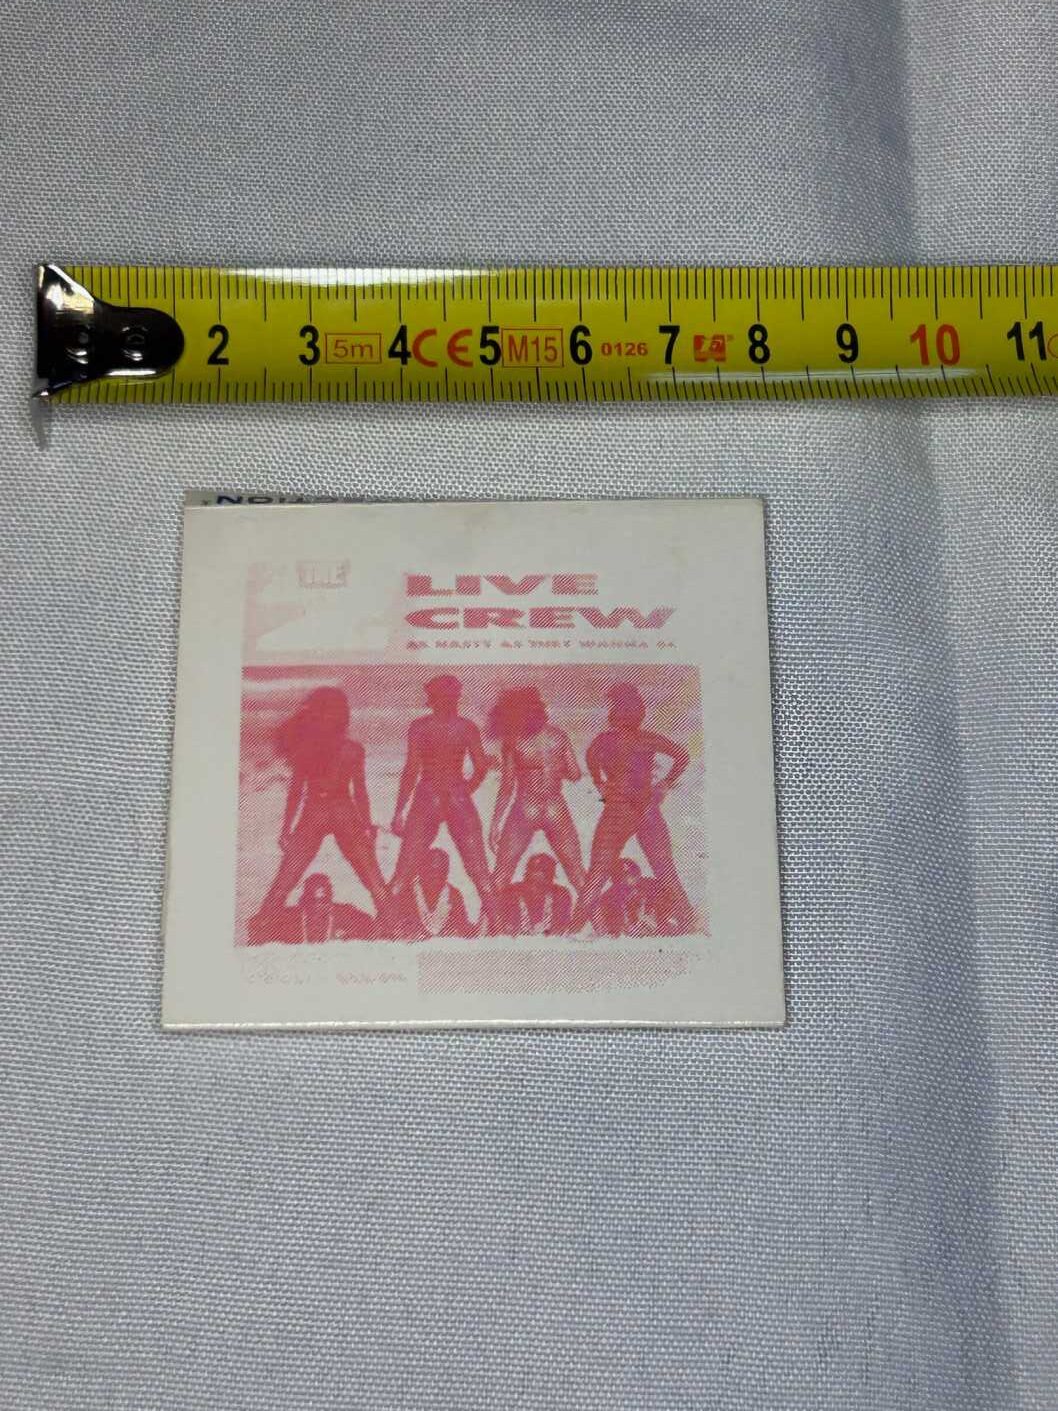 2 3 5m 4 CE 5 M15 6 0126 7 8 9 10 11
THE
LIVE
CREW
AS NASTY AS THEY WANNA BE